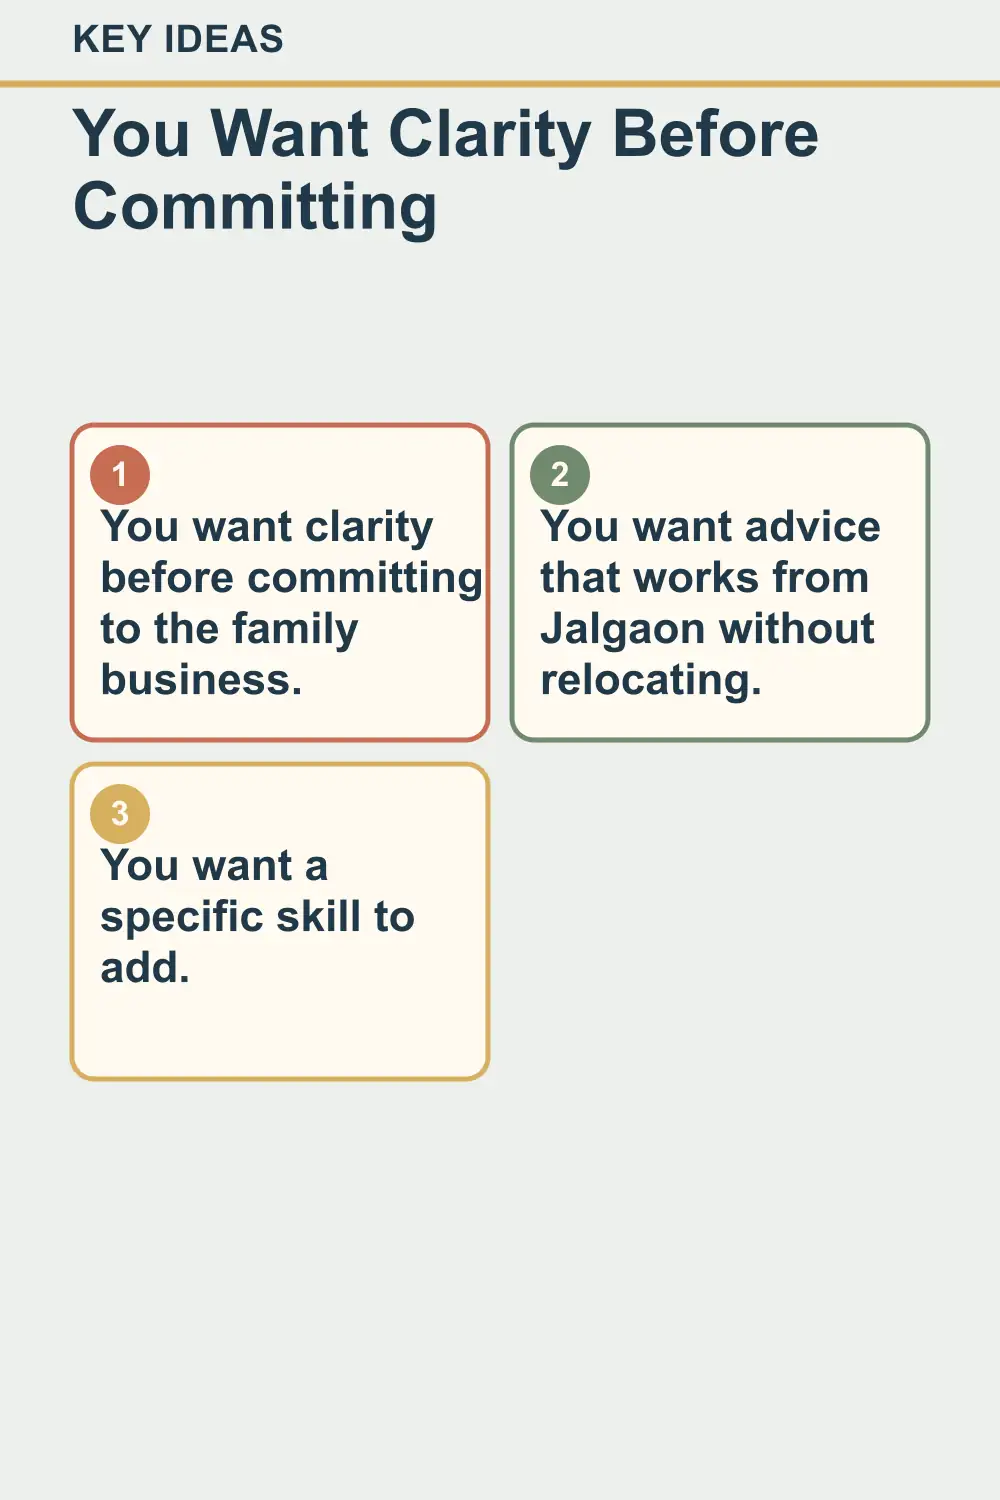 KEY IDEAS
You Want Clarity Before
Committing
1
You want clarity
before committing
to the family
business.
2
You want advice
that works from
Jalgaon without
relocating.
3
You want a
specific skill to
add.